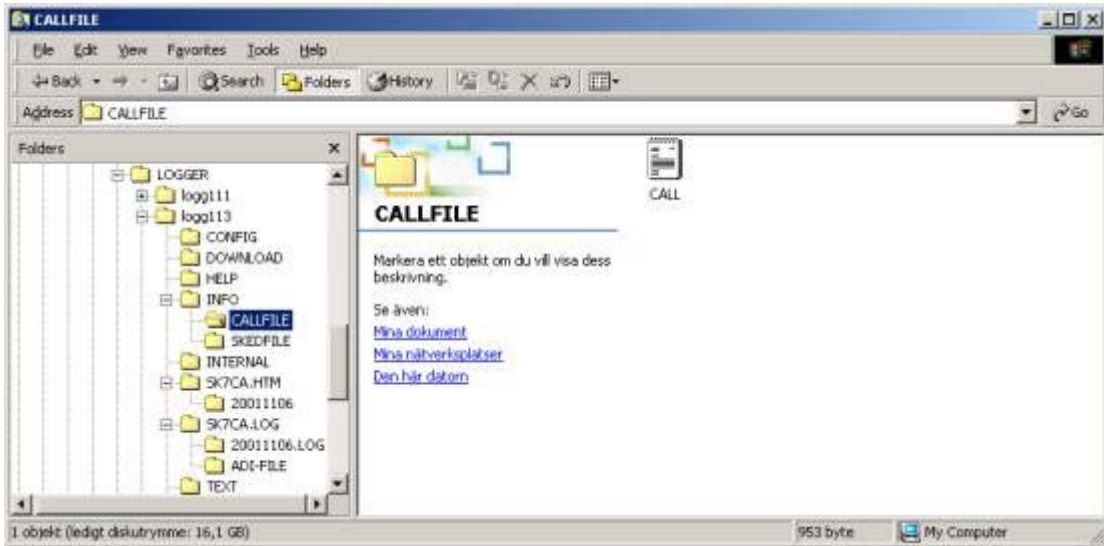 CALLFILE
File Edit View Favorites Tools Help
Back Search Folders History
Address CALLFILE Go
Folders
LOGGER
logg111
logg113
CONFIG
DOWNLOAD
HELP
INFO
CALLFILE
SKEDFILE
INTERNAL
SK7CA.HTM
20011106
SK7CA.LOG
20011106.LOG
ADI-FILE
TEXT
CALLFILE
Markera ett objekt om du vill visa dess
beskrivning.
Se även:
Mina dokument
Mina nätverksplatser
Den här datorn
CALL
1 objekt (ledigt diskutrymme: 16,1 GB) 953 byte My Computer